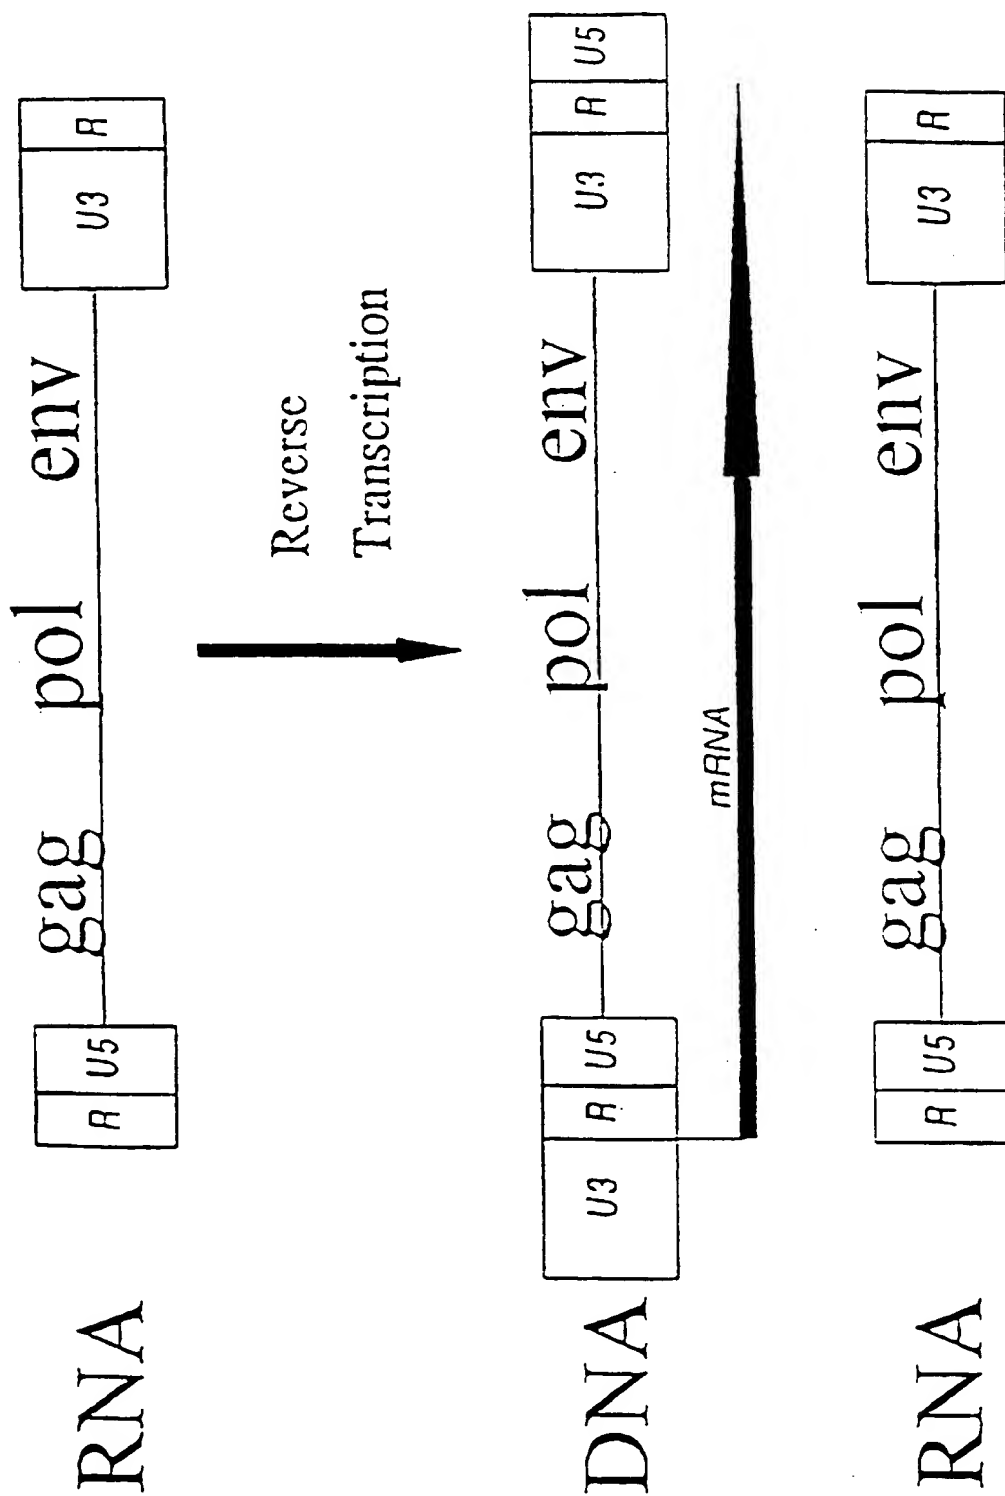 RNA R U5 gag pol env U3 R
Reverse
Transcription
DNA U3 R U5 gag pol env U3 R U5
mRNA
RNA R U5 gag pol env U3 R